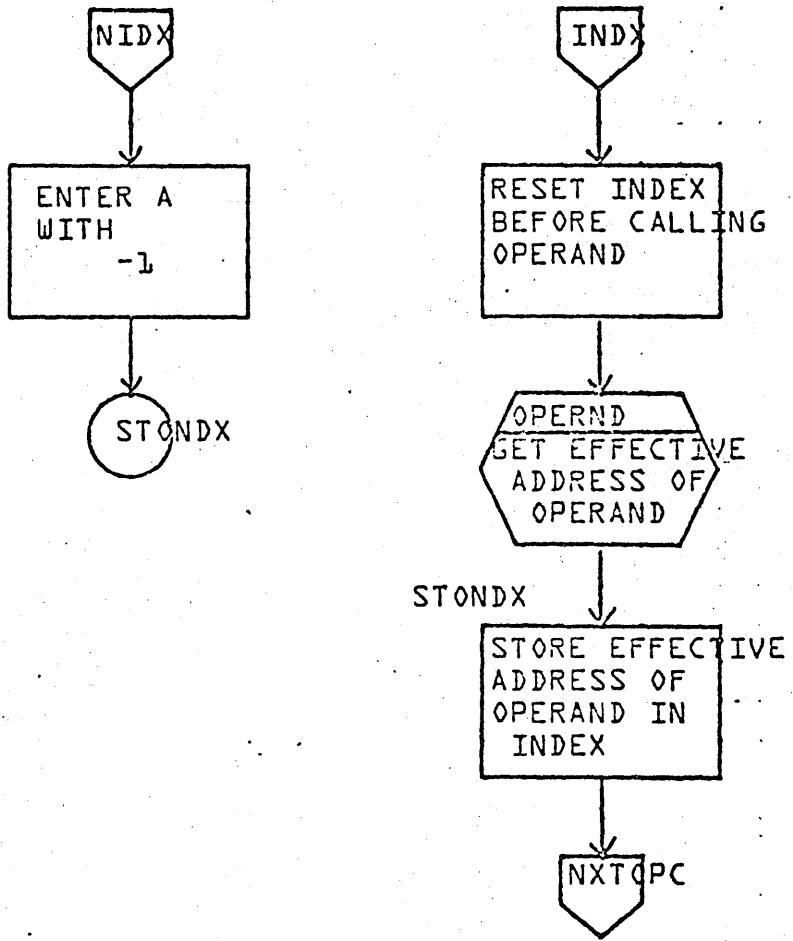 NIDX
ENTER A
WITH
-1
STONDX
INDX
RESET INDEX
BEFORE CALLING
OPERAND
OPERND
GET EFFECTIVE
ADDRESS OF
OPERAND
STONDX
STORE EFFECTIVE
ADDRESS OF
OPERAND IN
INDEX
NXTOPC